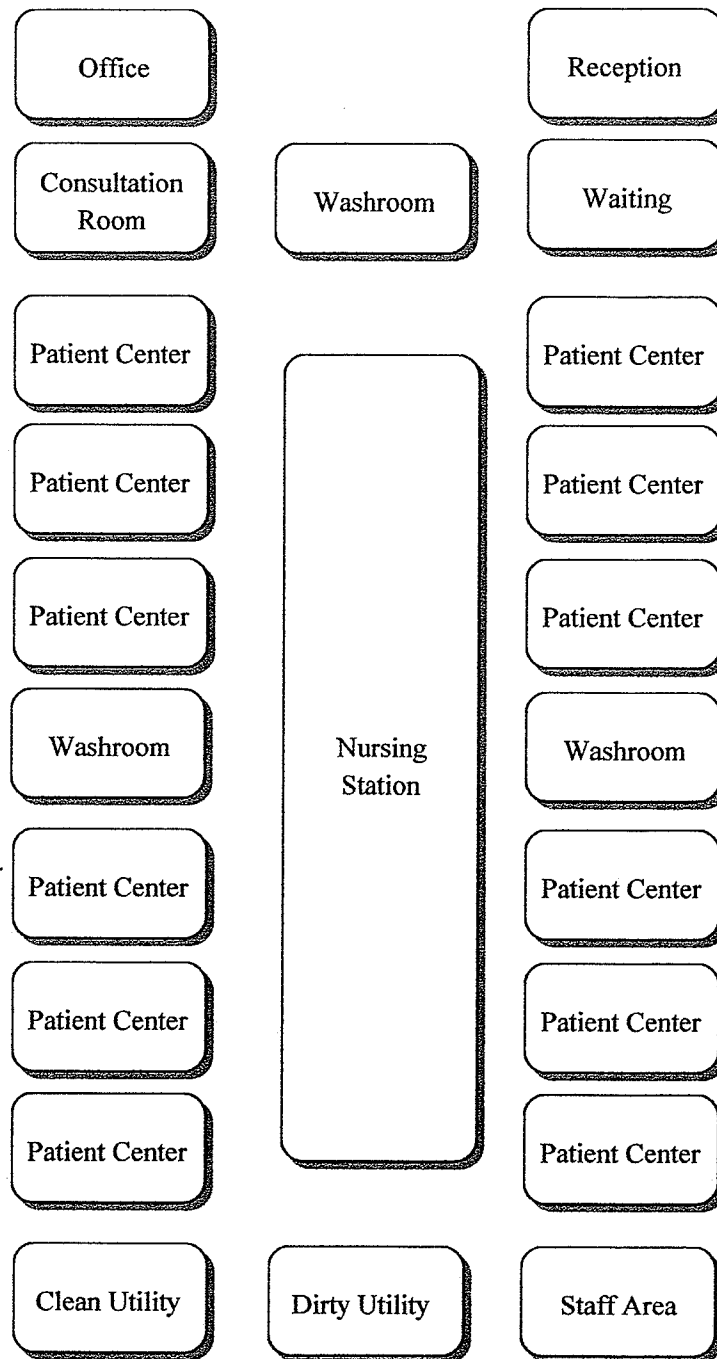 Office
Reception
Consultation
Room
Washroom
Waiting
Patient Center
Patient Center
Patient Center
Patient Center
Patient Center
Patient Center
Washroom
Nursing
Station
Washroom
Patient Center
Patient Center
Patient Center
Patient Center
Patient Center
Patient Center
Clean Utility
Dirty Utility
Staff Area